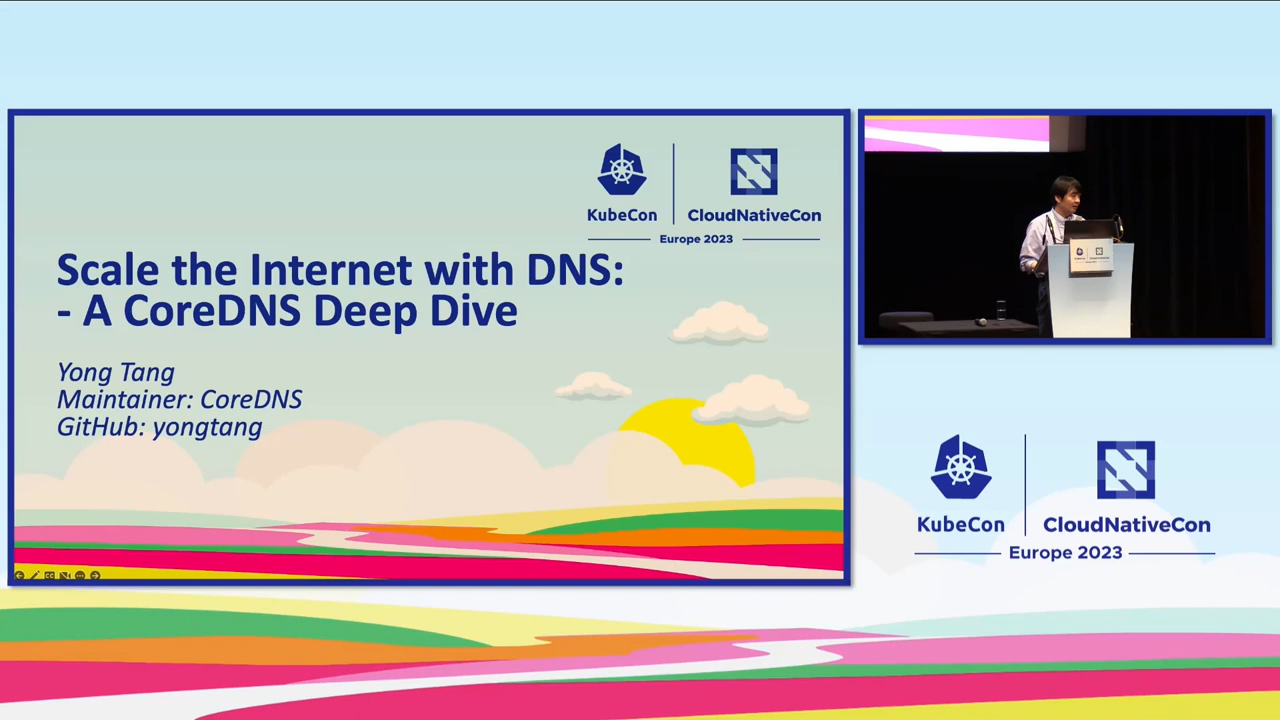 KubeCon
CloudNativeCon
Europe 2023
Scale the Internet with DNS:
- A CoreDNS Deep Dive
Yong Tang
Maintainer: CoreDNS
GitHub: yongtang
KubeCon
CloudNativeCon
Europe 2023